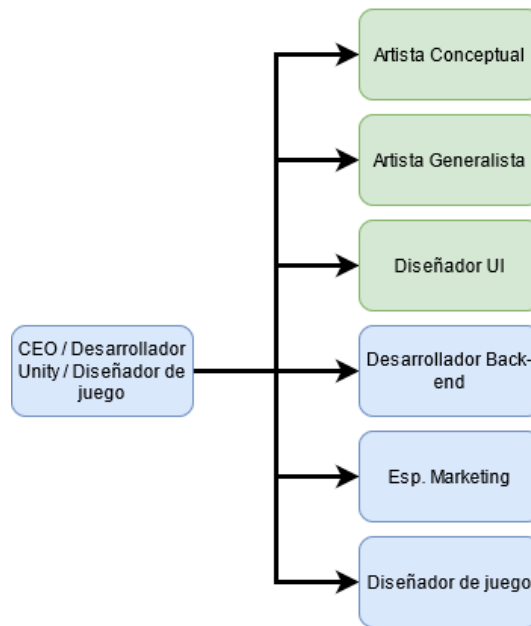 Artista Conceptual
Artista Generalista
Diseñador UI
CEO / Desarrollador
Unity / Diseñador de
juego
Desarrollador Back-
end
Esp. Marketing
Diseñador de juego